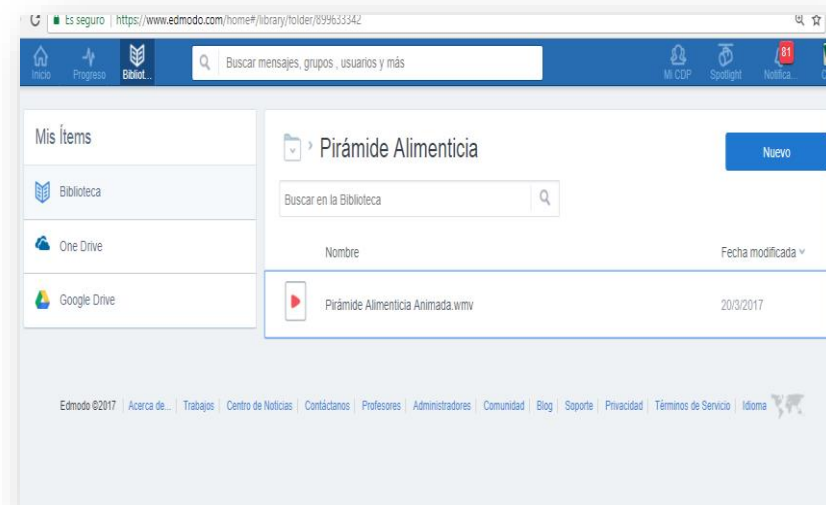 Es seguro | https://www.edmodo.com/home#/library/folder/899633342
Inicio Progreso Bibliot... Buscar mensajes, grupos , usuarios y más Mi CDP Spotlight 81 Notifica...
Mis Ítems
Biblioteca
One Drive
Google Drive
Pirámide Alimenticia
Nuevo
Buscar en la Biblioteca
Nombre Fecha modificada
Pirámide Alimenticia Animada.wmv 20/3/2017
Edmodo ©2017 | Acerca de... | Trabajos | Centro de Noticias | Contáctanos | Profesores | Administradores | Comunidad | Blog | Soporte | Privacidad | Términos de Servicio | Idioma